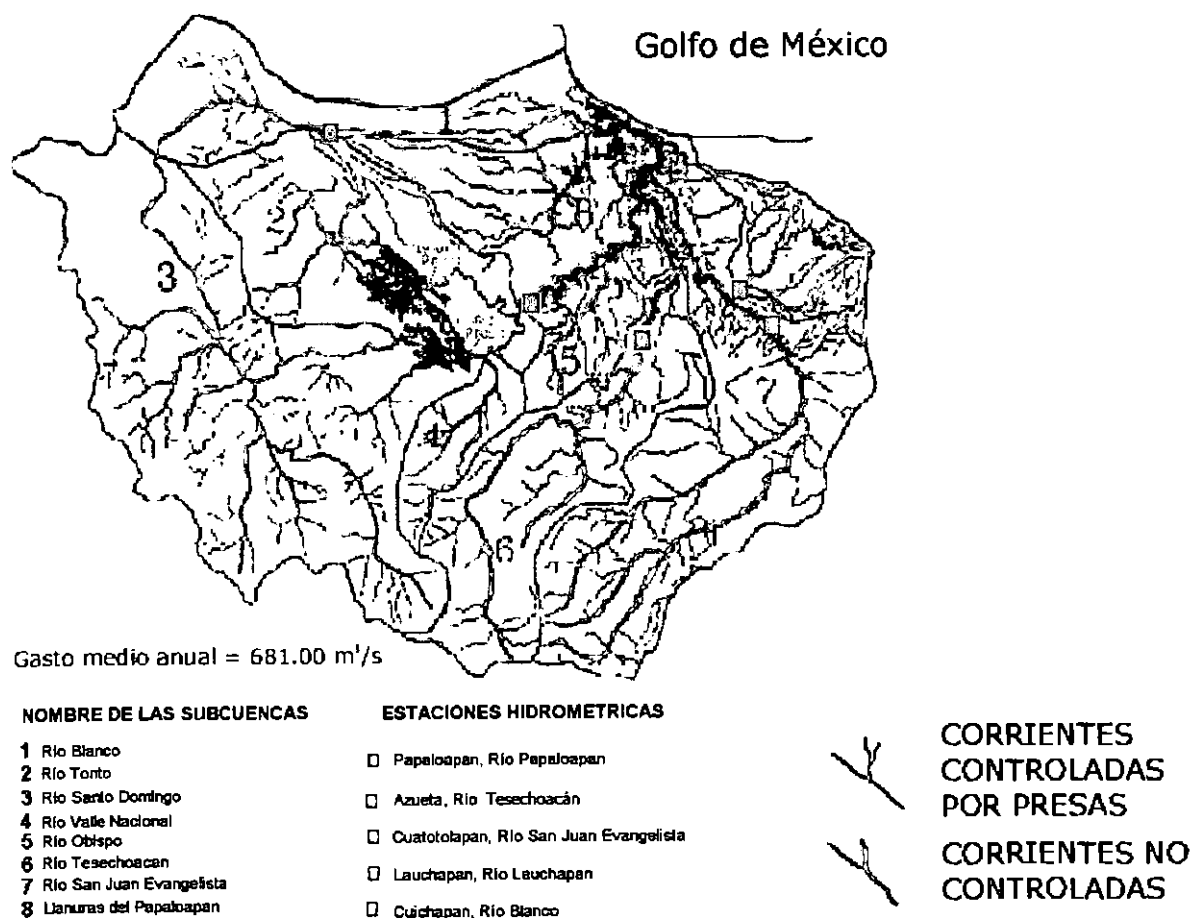 Golfo de México
2
3
8
5
4
7
6
Gasto medio anual = 681.00 m³/s
NOMBRE DE LAS SUBCUENCAS
1 Río Blanco
2 Río Tonto
3 Río Santo Domingo
4 Río Valle Nacional
5 Río Obispo
6 Río Tesechoacan
7 Río San Juan Evangelista
8 Llanuras del Papaloapan
ESTACIONES HIDROMETRICAS
Papaloapan, Río Papaloapan
Azueta, Río Tesechoacán
Cuatotolapan, Río San Juan Evangelista
Lauchapan, Río Lauchapan
Cuichapan, Río Blanco
CORRIENTES
CONTROLADAS
POR PRESAS
CORRIENTES NO
CONTROLADAS